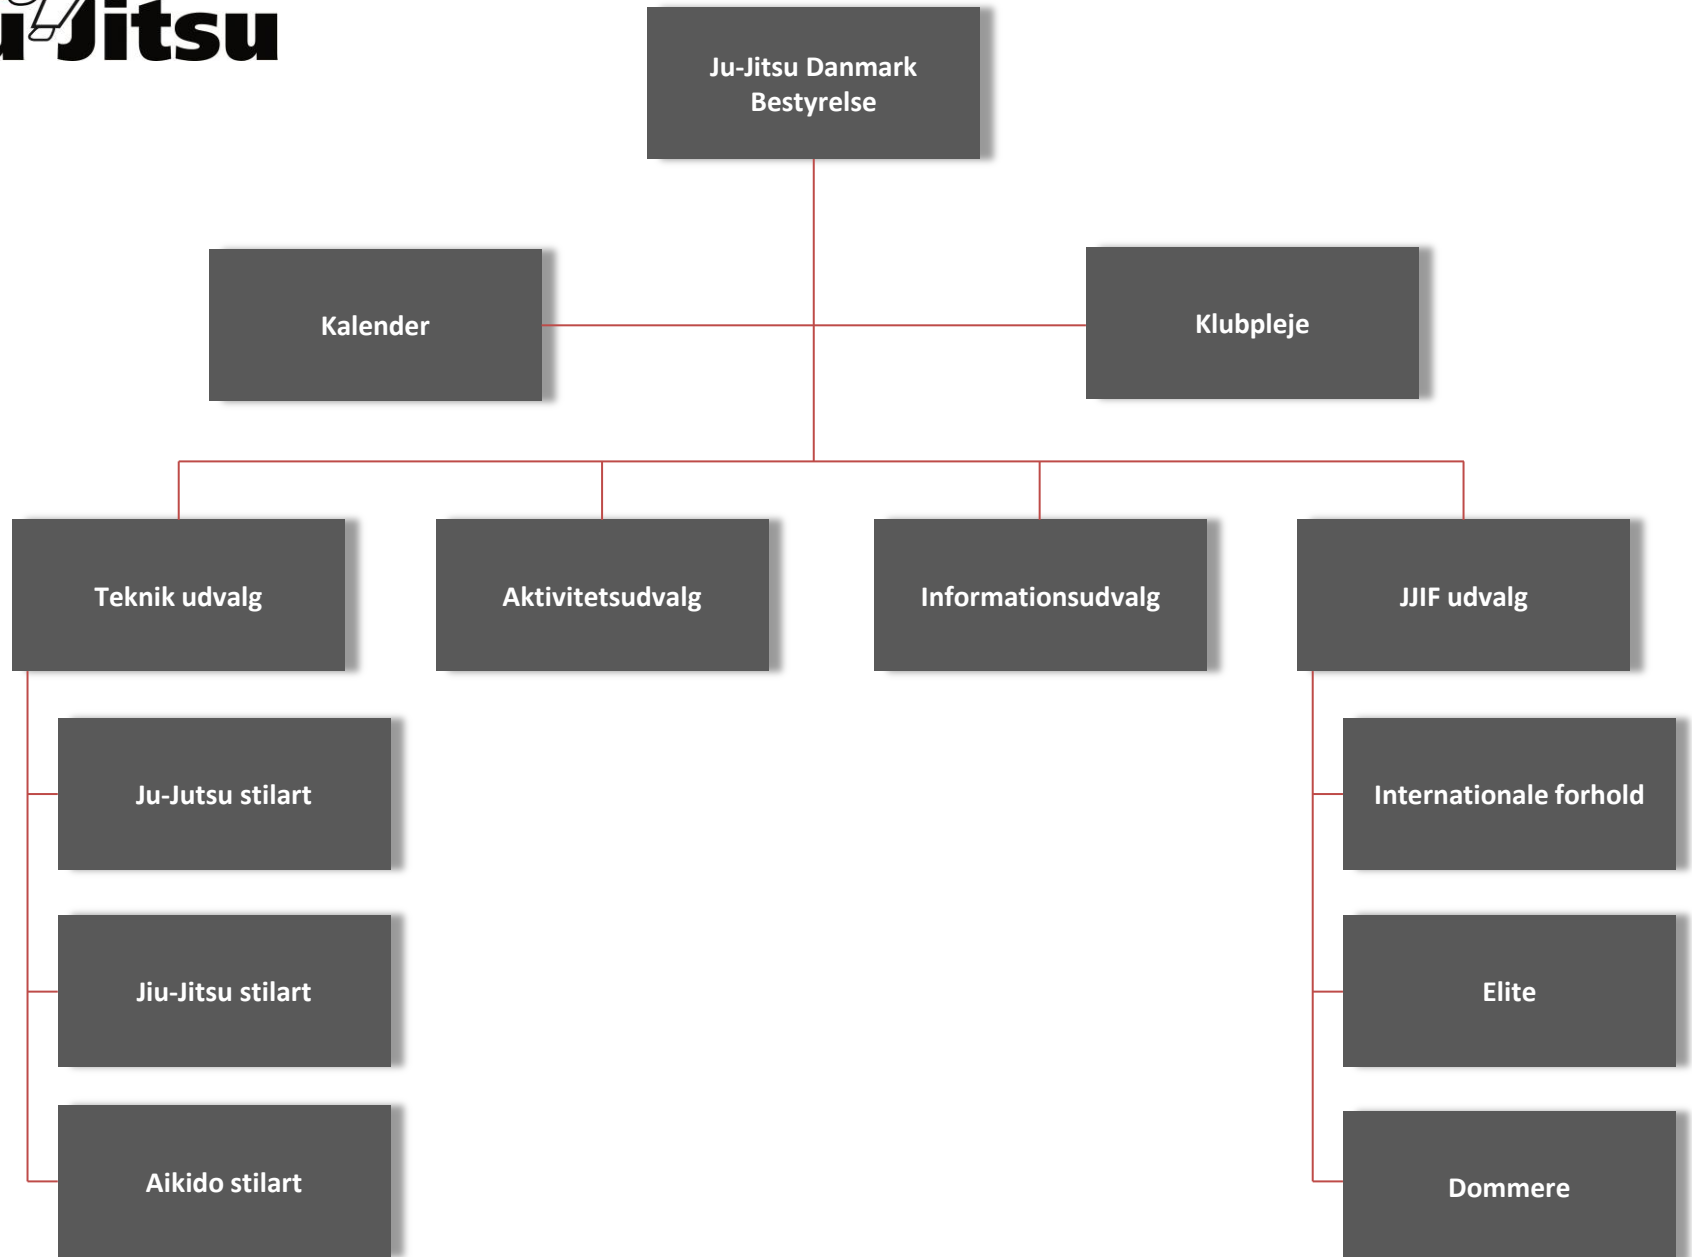 Jitsu
Ju-Jitsu Danmark
Bestyrelse
Kalender
Klubpleje
Teknik udvalg
Aktivitetsudvalg
Informationsudvalg
JJIF udvalg
Ju-Jutsu stilart
Internationale forhold
Jiu-Jitsu stilart
Elite
Aikido stilart
Dommere